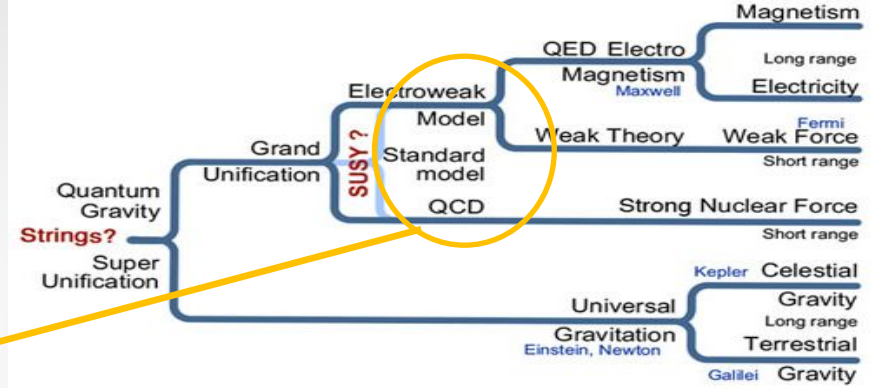 Magnetism
QED Electro
Long range
Magnetism
Maxwell
Electricity
Electroweak
Model
Fermi
Weak Theory
Weak Force
Short range
Grand
Unification
SUSY ?
Standard
model
QCD
Strong Nuclear Force
Short range
Quantum
Gravity
Strings?
Super
Unification
Kepler Celestial
Gravity
Long range
Universal
Gravitation
Einstein, Newton
Terrestrial
Galilei Gravity